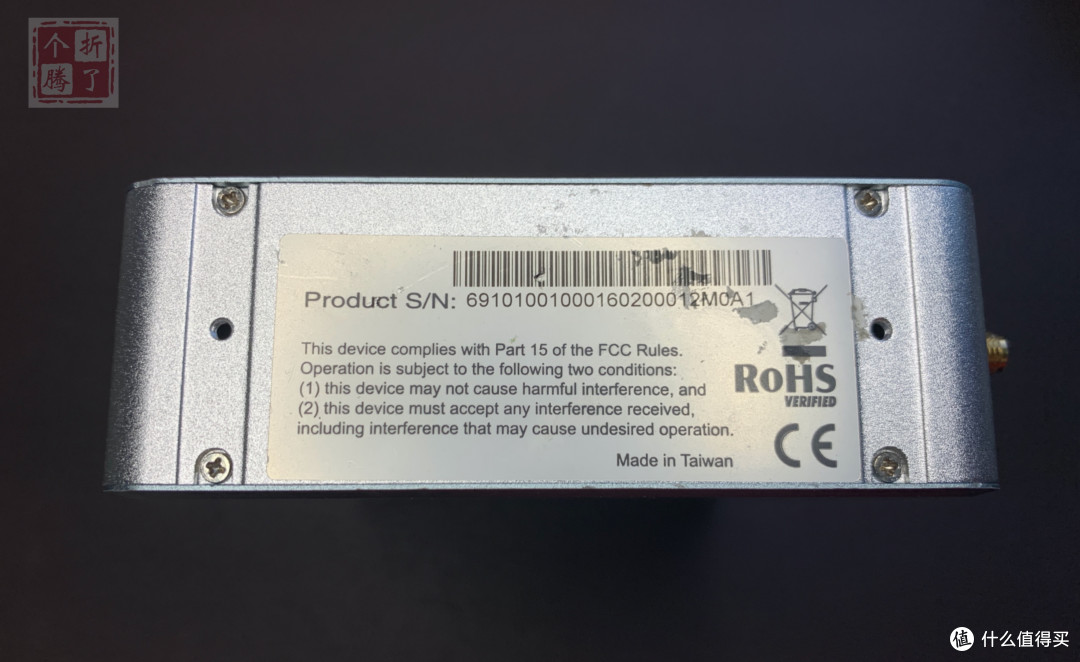 个折
腾了
Product S/N: 69101001000160200012M0A1
This device complies with Part 15 of the FCC Rules.
Operation is subject to the following two conditions:
(1) this device may not cause harmful interference, and
(2) this device must accept any interference received,
including interference that may cause undesired operation.
RoHS
VERIFIED
CE
Made in Taiwan
值 什么值得买